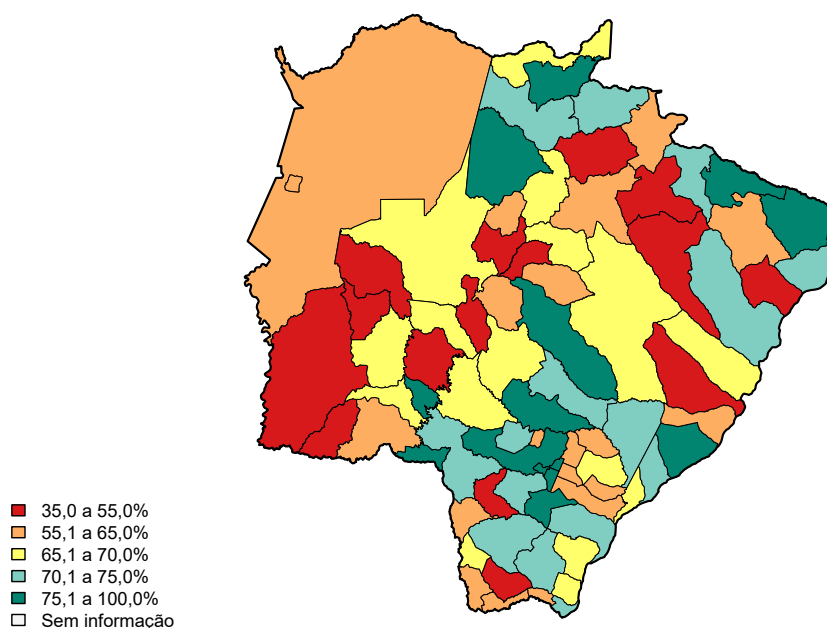 35,0 a 55,0%
55,1 a 65,0%
65,1 a 70,0%
70,1 a 75,0%
75,1 a 100,0%
Sem informação